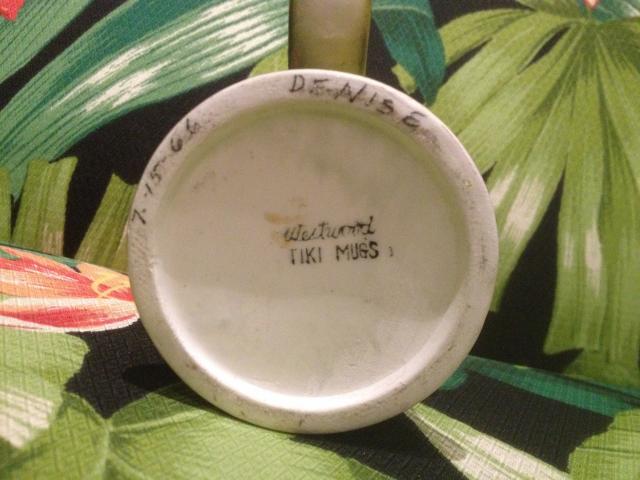 DENISE
7-15-66
Westwood
TIKI MUGS